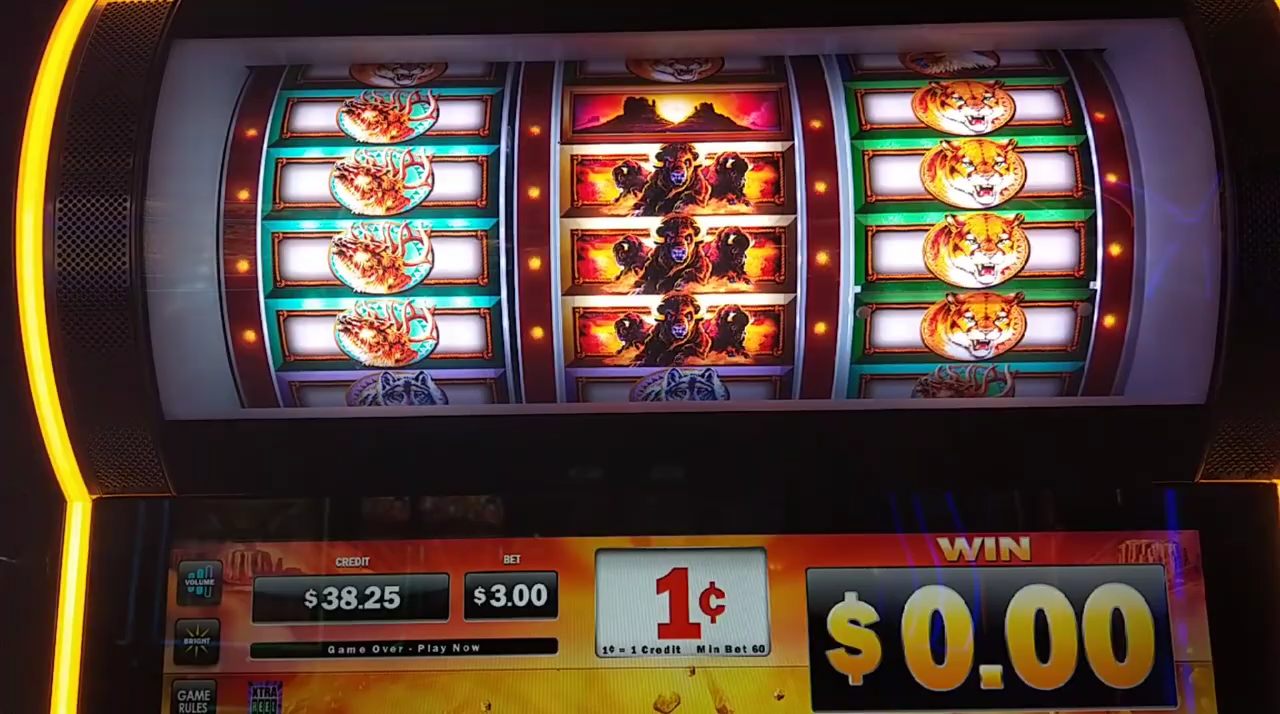 CREDIT
BET
WIN
VOLUME
$38.25
$3.00
1¢
$0.00
BRIGHT
Game Over - Play Now
1¢ = 1 Credit Min Bet 60
GAME
RULES
XTRA
REEL